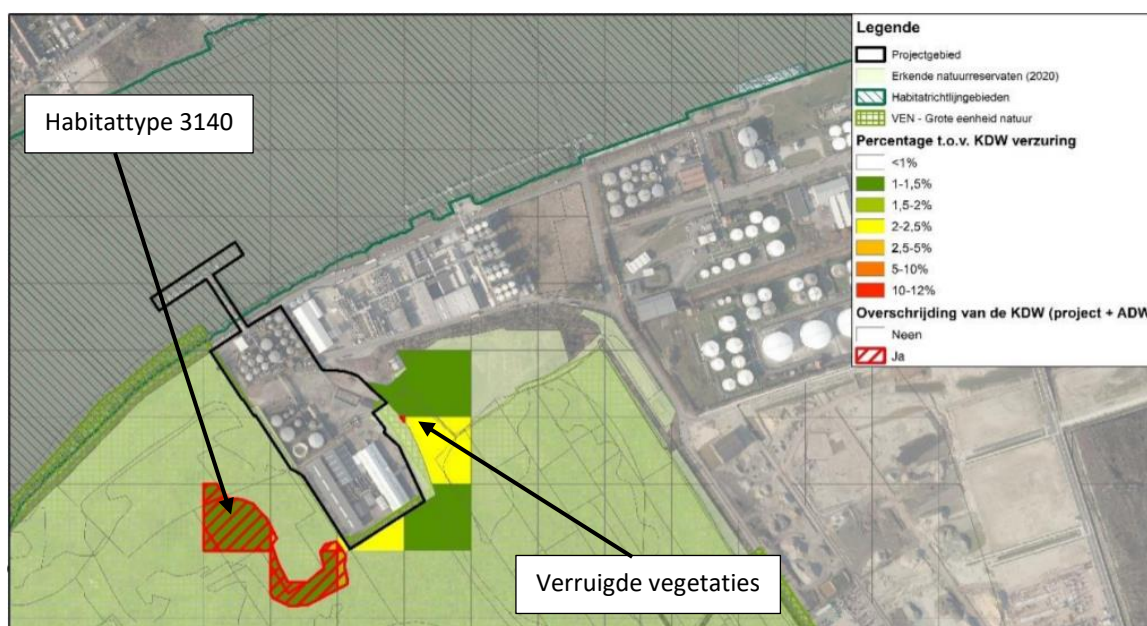 Habitattype 3140
Legende
Projectgebied
Erkende natuurreservaten (2020)
Habitatrichtlijngebieden
VEN - Grote eenheid natuur
Percentage t.o.v. KDW verzuring
<1%
1-1,5%
1,5-2%
2-2,5%
2,5-5%
5-10%
10-12%
Overschrijding van de KDW (project + ADW
Neen
Ja
Verruigde vegetaties